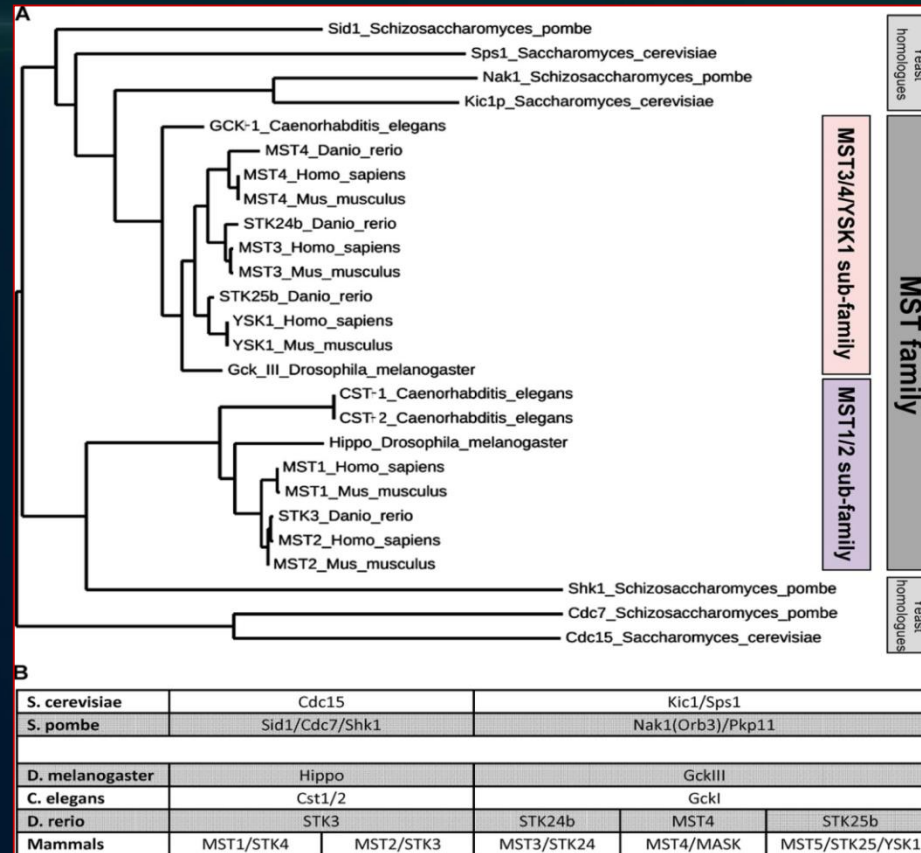 A
Sid1_Schizosaccharomyces_pombe
Sps1_Saccharomyces_cerevisiae
Nak1_Schizosaccharomyces_pombe
Kic1p_Saccharomyces_cerevisiae
GCK-1_Caenorhabditis_elegans
MST4_Danio_rerio
MST4_Homo_sapiens
MST4_Mus_musculus
STK24b_Danio_rerio
MST3_Homo_sapiens
MST3_Mus_musculus
STK25b_Danio_rerio
YSK1_Homo_sapiens
YSK1_Mus_musculus
Gck_III_Drosophila_melanogaster
CST-1_Caenorhabditis_elegans
CST-2_Caenorhabditis_elegans
Hippo_Drosophila_melanogaster
MST1_Homo_sapiens
MST1_Mus_musculus
STK3_Danio_rerio
MST2_Homo_sapiens
MST2_Mus_musculus
Shk1_Schizosaccharomyces_pombe
Cdc7_Schizosaccharomyces_pombe
Cdc15_Saccharomyces_cerevisiae
MST3/4/YSK1 sub-family
MST1/2 sub-family
Yeast
homologues
MST family
Yeast
homologues
B
S. cerevisiae Cdc15 Kic1/Sps1
S. pombe Sid1/Cdc7/Shk1 Nak1(Orb3)/Pkp11
D. melanogaster Hippo GckIII
C. elegans Cst1/2 GckI
D. rerio STK3 STK24b MST4 STK25b
Mammals MST1/STK4 MST2/STK3 MST3/STK24 MST4/MASK MST5/STK25/YSK1